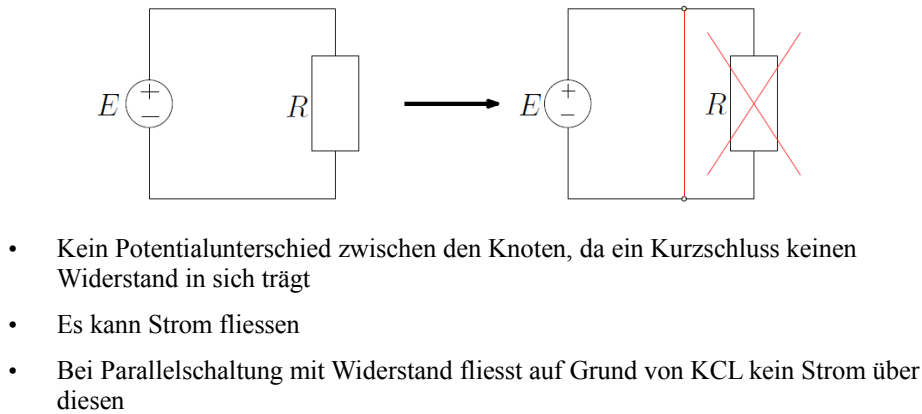 E + − R E + − R
• Kein Potentialunterschied zwischen den Knoten, da ein Kurzschluss keinen
Widerstand in sich trägt
• Es kann Strom fliessen
• Bei Parallelschaltung mit Widerstand fliesst auf Grund von KCL kein Strom über
diesen